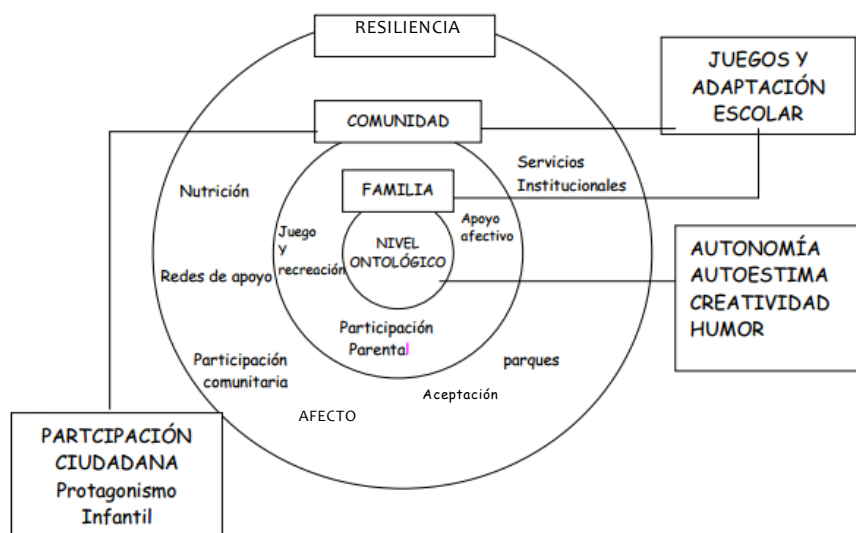 RESILIENCIA
JUEGOS Y
ADAPTACIÓN
ESCOLAR
COMUNIDAD
Servicios
Institucionales
Nutrición
FAMILIA
Apoyo
afectivo
Juego
Y
recreación
NIVEL
ONTOLÓGICO
Redes de apoyo
AUTONOMÍA
AUTOESTIMA
CREATIVIDAD
HUMOR
Participación
Parental
Participación
comunitaria
parques
Aceptación
AFECTO
PARTCIPACIÓN
CIUDADANA
Protagonismo
Infantil